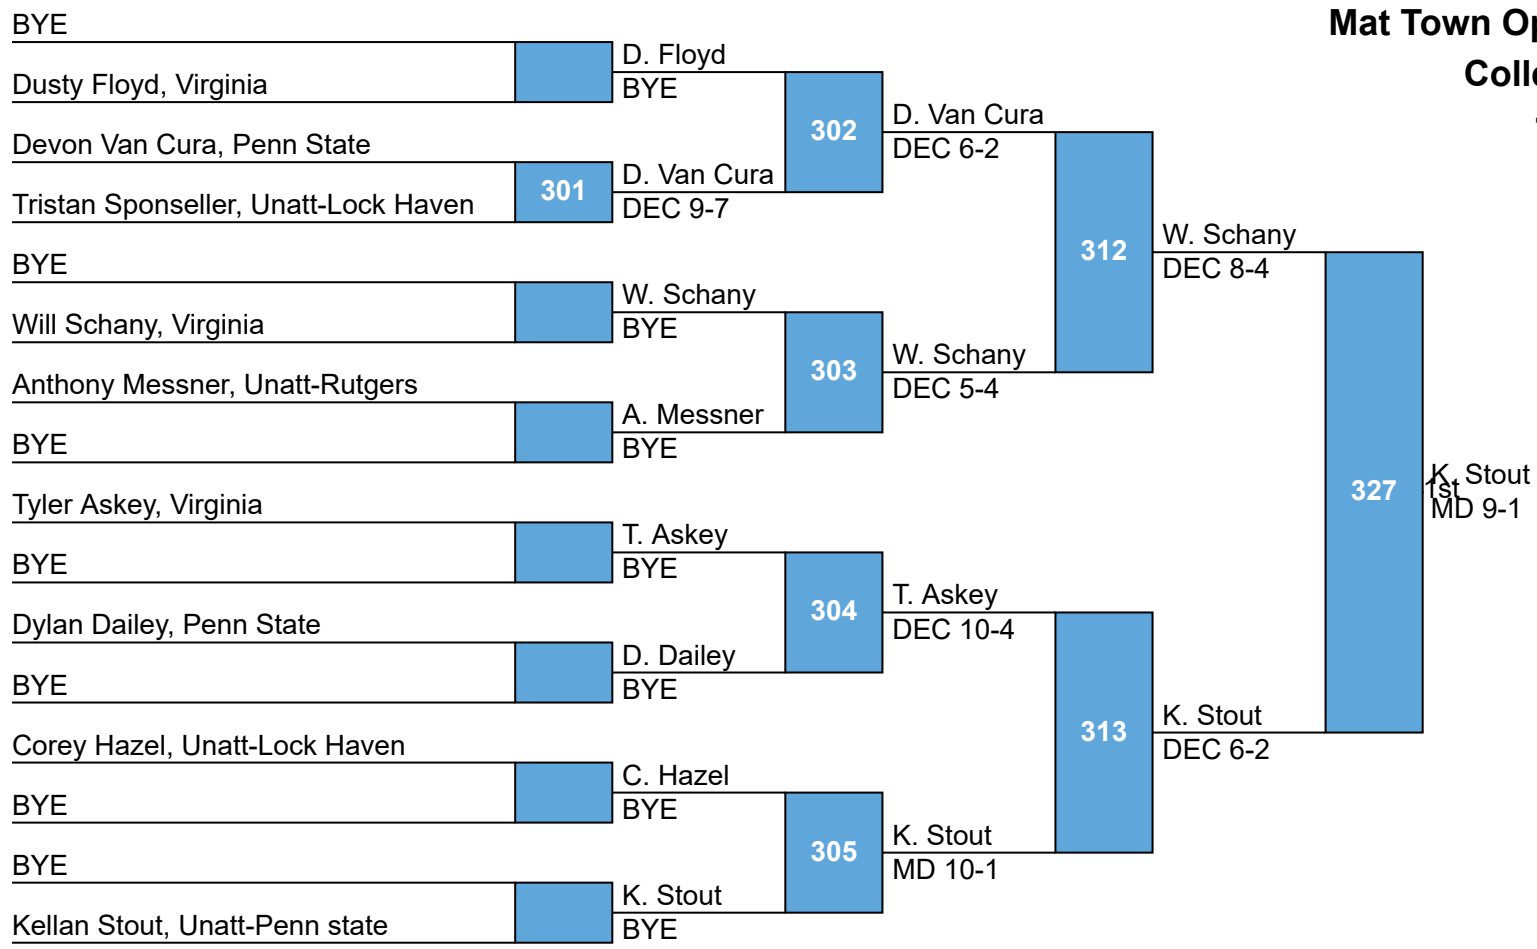 Mat Town Op
Colle
BYE
Dusty Floyd, Virginia
Devon Van Cura, Penn State
Tristan Sponseller, Unatt-Lock Haven
BYE
Will Schany, Virginia
Anthony Messner, Unatt-Rutgers
BYE
Tyler Askey, Virginia
BYE
Dylan Dailey, Penn State
BYE
Corey Hazel, Unatt-Lock Haven
BYE
BYE
Kellan Stout, Unatt-Penn state
301
D. Floyd
BYE
D. Van Cura
DEC 9-7
W. Schany
BYE
A. Messner
BYE
T. Askey
BYE
D. Dailey
BYE
C. Hazel
BYE
K. Stout
BYE
302
303
304
305
D. Van Cura
DEC 6-2
W. Schany
DEC 5-4
T. Askey
DEC 10-4
K. Stout
MD 10-1
312
313
W. Schany
DEC 8-4
K. Stout
DEC 6-2
327
K. Stout
1st
MD 9-1